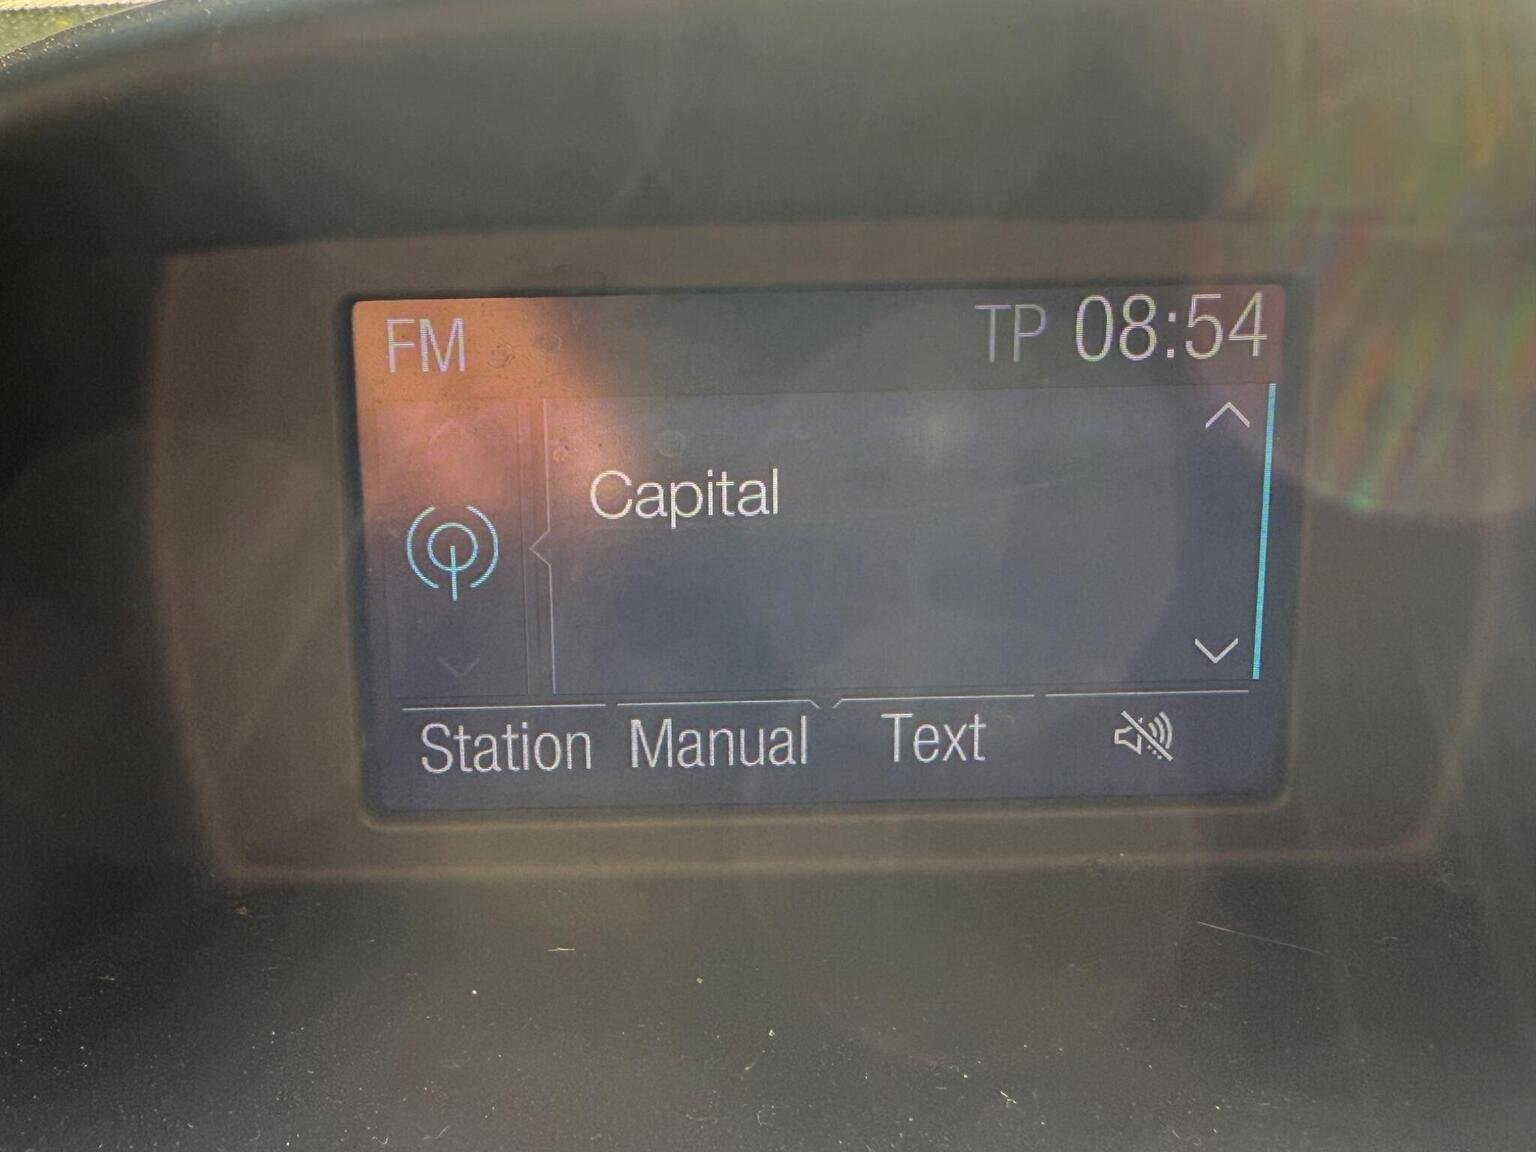 FM TP 08:54
Capital
Station Manual Text